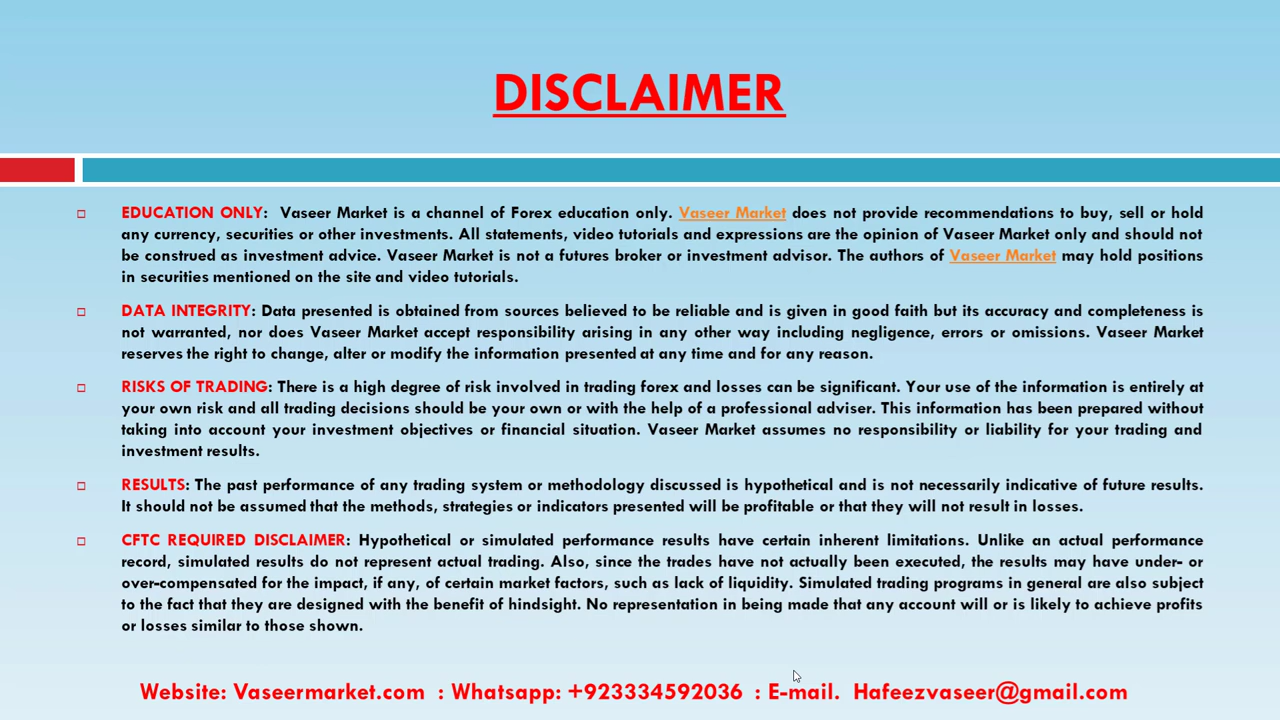 DISCLAIMER
EDUCATION ONLY: Vaseer Market is a channel of Forex education only. Vaseer Market does not provide recommendations to buy, sell or hold
any currency, securities or other investments. All statements, video tutorials and expressions are the opinion of Vaseer Market only and should not
be construed as investment advice. Vaseer Market is not a futures broker or investment advisor. The authors of Vaseer Market may hold positions
in securities mentioned on the site and video tutorials.
DATA INTEGRITY: Data presented is obtained from sources believed to be reliable and is given in good faith but its accuracy and completeness is
not warranted, nor does Vaseer Market accept responsibility arising in any other way including negligence, errors or omissions. Vaseer Market
reserves the right to change, alter or modify the information presented at any time and for any reason.
RISKS OF TRADING: There is a high degree of risk involved in trading forex and losses can be significant. Your use of the information is entirely at
your own risk and all trading decisions should be your own or with the help of a professional adviser. This information has been prepared without
taking into account your investment objectives or financial situation. Vaseer Market assumes no responsibility or liability for your trading and
investment results.
RESULTS: The past performance of any trading system or methodology discussed is hypothetical and is not necessarily indicative of future results.
It should not be assumed that the methods, strategies or indicators presented will be profitable or that they will not result in losses.
CFTC REQUIRED DISCLAIMER: Hypothetical or simulated performance results have certain inherent limitations. Unlike an actual performance
record, simulated results do not represent actual trading. Also, since the trades have not actually been executed, the results may have under- or
over-compensated for the impact, if any, of certain market factors, such as lack of liquidity. Simulated trading programs in general are also subject
to the fact that they are designed with the benefit of hindsight. No representation in being made that any account will or is likely to achieve profits
or losses similar to those shown.
Website: Vaseermarket.com : Whatsapp: +923334592036 : E-mail. Hafeezvaseer@gmail.com